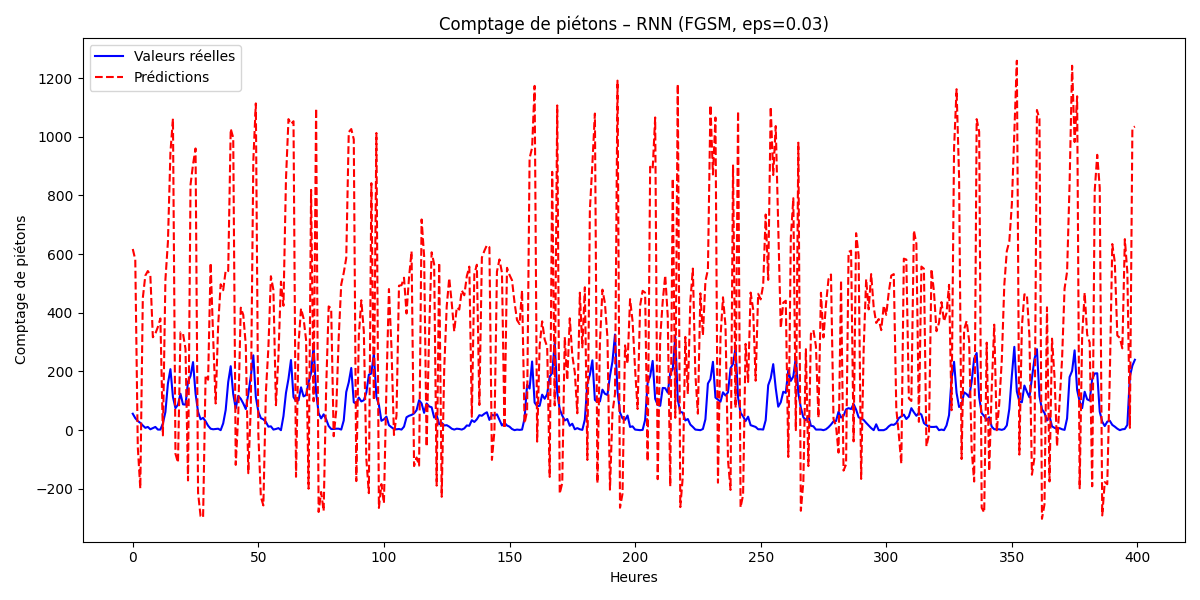 Comptage de piétons – RNN (FGSM, eps=0.03)
Valeurs réelles
Prédictions
Comptage de piétons
1200
1000
800
600
400
200
0
−200
0 50 100 150 200 250 300 350 400
Heures